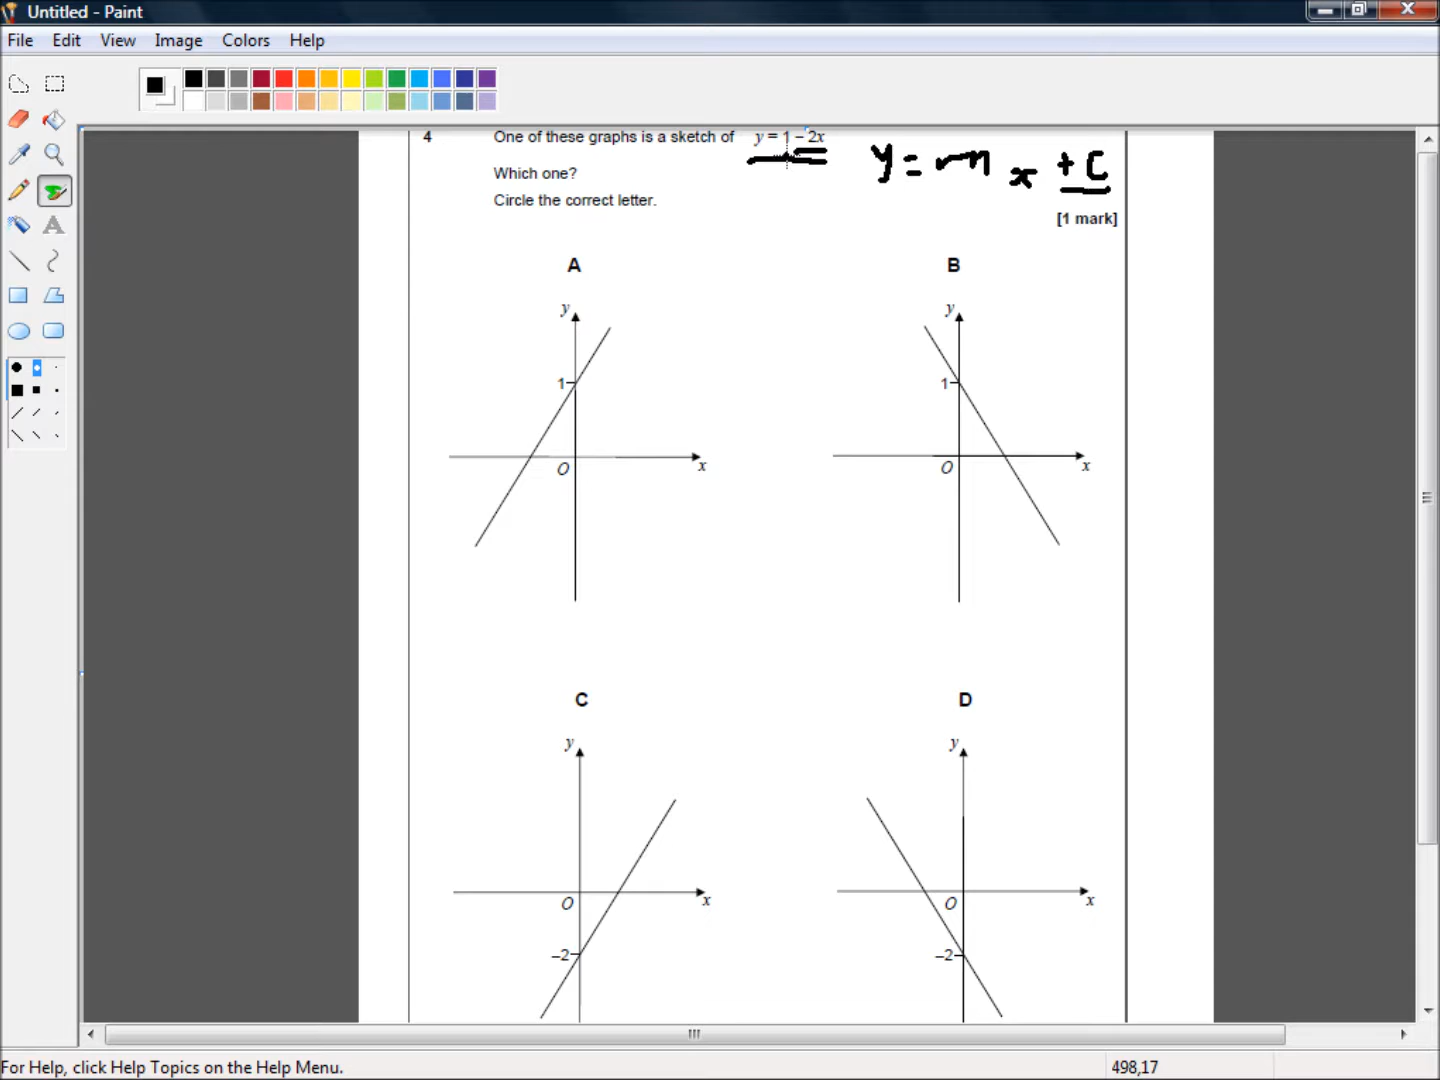 Untitled - Paint
File Edit View Image Colors Help
4 One of these graphs is a sketch of y = 1 – 2x
y = m x + c
Which one?
Circle the correct letter.
[1 mark]
A B
y y
1 1
O x O x
C D
y y
O x O x
–2 –2
For Help, click Help Topics on the Help Menu. 498,17